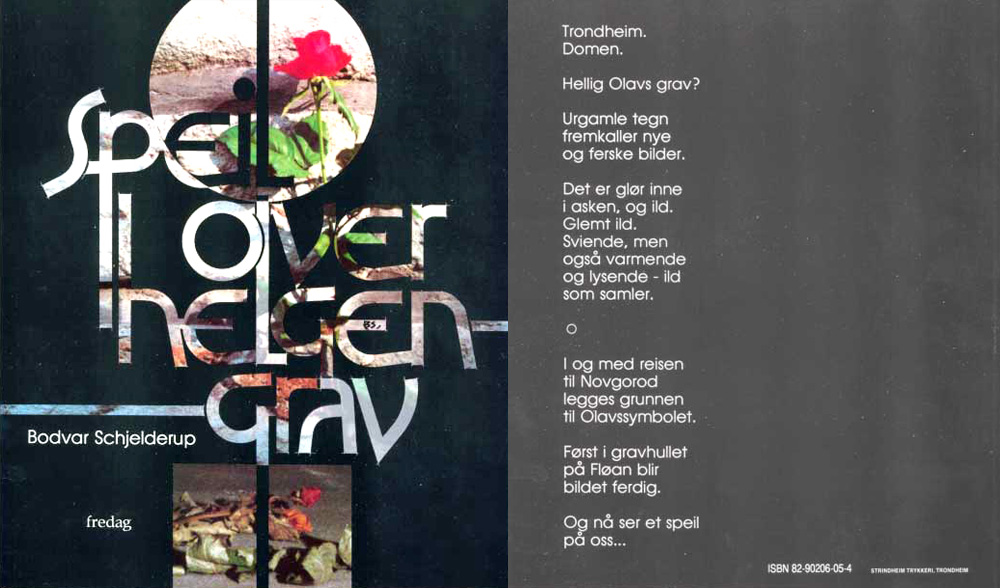 Speil
over
helgen-
grav
BS,
Bodvar Schjelderup
fredag
Trondheim.
Domen.
Hellig Olavs grav?
Urgamle tegn
fremkaller nye
og ferske bilder.
Det er glør inne
i asken, og ild.
Glemt ild.
Sviende, men
også varmende
og lysende - ild
som samler.
O
I og med reisen
til Novgorod
legges grunnen
til Olavssymbolet.
Først i gravhullet
på Fløan blir
bildet ferdig.
Og nå ser et speil
på oss...
ISBN 82-90206-05-4
STRINDHEIM TRYKKERI, TRONDHEIM